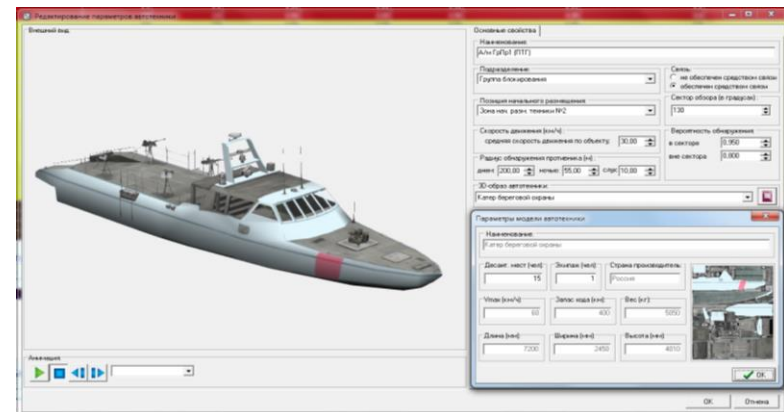 Редактирование параметров автотехники
Внешний вид:
Основные свойства
Наименование:
А/м ГрПр1 (ПТГ)
Подразделение:
Группа блокирования
Связь:
не обеспечен средством связи
обеспечен средством связи
Позиция начального размещения:
Зона нач. разм. техники №2
Сектор обзора (в градусах):
130
Скорость движения (км/ч):
средняя скорость движения по объекту: 30,00
Вероятность обнаружения:
в секторе 0,950
вне сектора 0,800
Радиус обнаружения противника (м):
днем: 200,00 ночью: 55,00 слух: 10,00
3D-образ автотехники:
Катер береговой охраны
Параметры модели автотехники
Наименование:
Катер береговой охраны
Десант. мест (чел): Экипаж (чел): Страна производитель:
15 1 Россия
Vmax (км/ч): Запас хода (км): Вес (кг):
60 400 5050
Длина (мм): Ширина (мм): Высота (мм):
7200 2450 4010
OK
Анимация:
OK Отмена